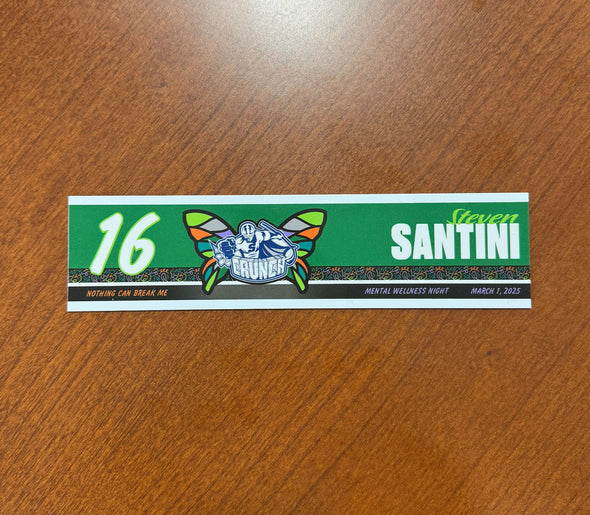 16
CRUNCH
Steven
SANTINI
NOTHING CAN BREAK ME
MENTAL WELLNESS NIGHT
MARCH 1, 2025